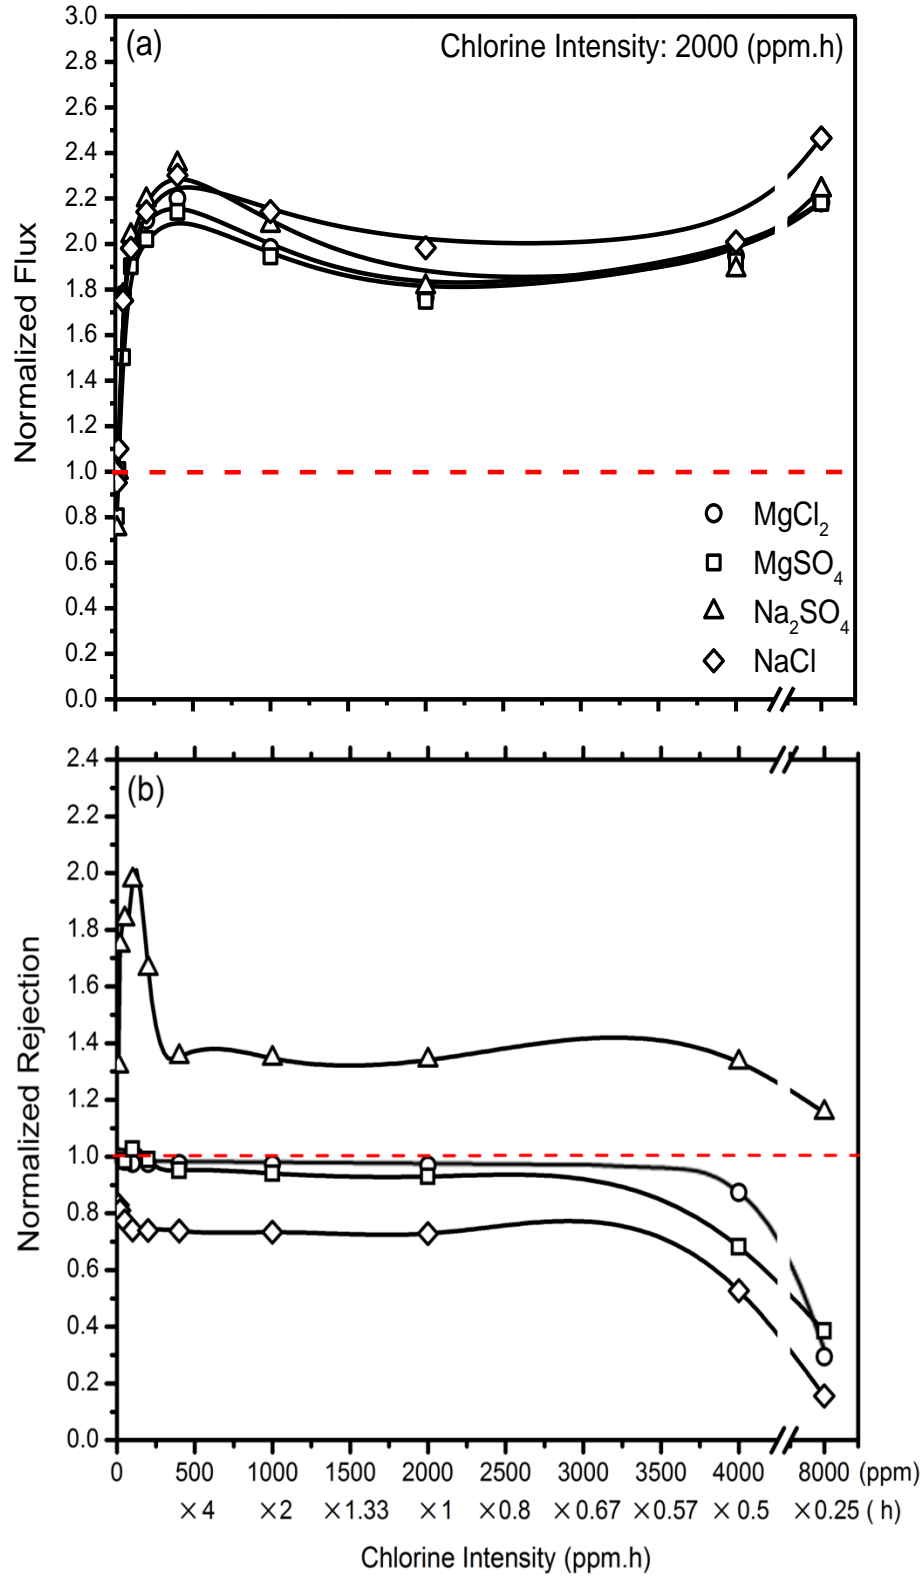 (a)
Chlorine Intensity: 2000 (ppm.h)
Normalized Flux
3.0
2.8
2.6
2.4
2.2
2.0
1.8
1.6
1.4
1.2
1.0
0.8
0.6
0.4
0.2
0.0
MgCl₂
MgSO₄
Na₂SO₄
NaCl
(b)
Normalized Rejection
2.4
2.2
2.0
1.8
1.6
1.4
1.2
1.0
0.8
0.6
0.4
0.2
0.0
0 500 1000 1500 2000 2500 3000 3500 4000 8000 (ppm)
×4 ×2 ×1.33 ×1 ×0.8 ×0.67 ×0.57 ×0.5 ×0.25 ( h)
Chlorine Intensity (ppm.h)